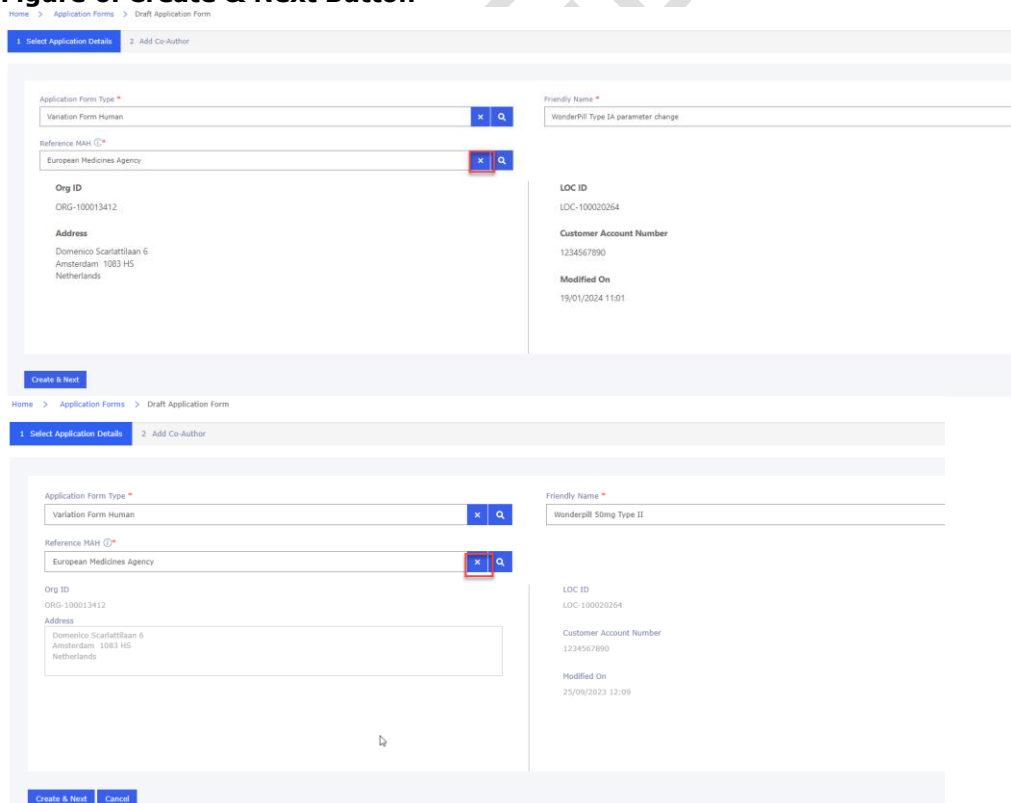 Figure 6. Create & Next Button
Home > Application Forms > Draft Application Form
1 Select Application Details 2 Add Co-Author
Application Form Type *
Variation Form Human
Friendly Name *
WonderPill Type IA parameter change
Reference MAH ⓘ*
European Medicines Agency
Org ID
ORG-100013412
Address
Domenico Scarlattilaan 6
Amsterdam 1083 HS
Netherlands
LOC ID
LOC-100020264
Customer Account Number
1234567890
Modified On
19/01/2024 11:01
Create & Next
Home > Application Forms > Draft Application Form
1 Select Application Details 2 Add Co-Author
Application Form Type *
Variation Form Human
Friendly Name *
Wonderpill 50mg Type II
Reference MAH ⓘ*
European Medicines Agency
Org ID
ORG-100013412
Address
Domenico Scarlattilaan 6
Amsterdam 1083 HS
Netherlands
LOC ID
LOC-100020264
Customer Account Number
1234567890
Modified On
25/09/2023 12:09
Create & Next Cancel